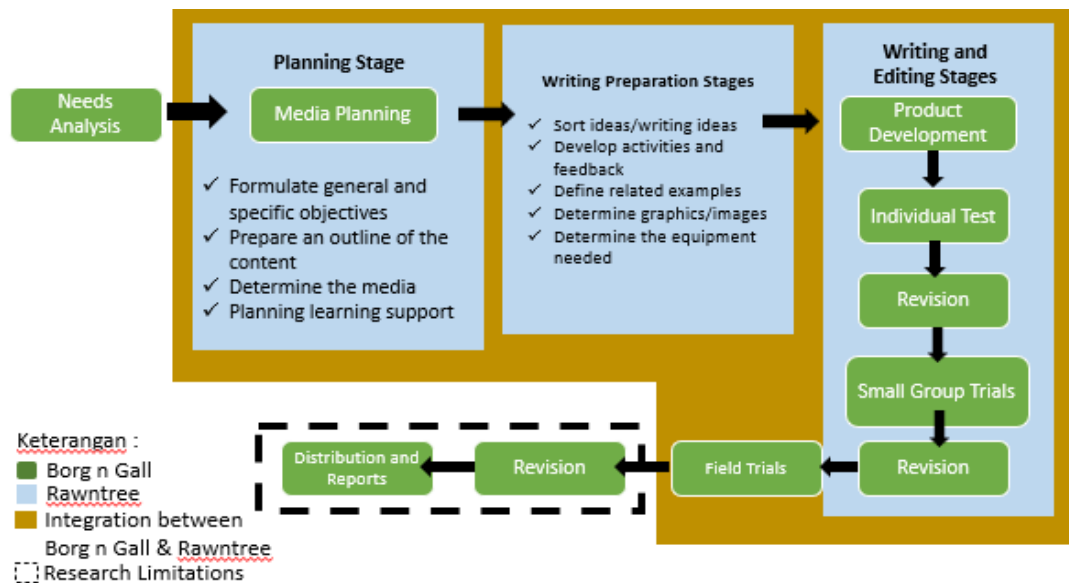 Needs
Analysis
Planning Stage
Media Planning
✓ Formulate general and
specific objectives
✓ Prepare an outline of the
content
✓ Determine the media
✓ Planning learning support
Writing Preparation Stages
✓ Sort ideas/writing ideas
✓ Develop activities and
feedback
✓ Define related examples
✓ Determine graphics/images
✓ Determine the equipment
needed
Writing and
Editing Stages
Product
Development
Individual Test
Revision
Small Group Trials
Revision
Field Trials
Revision
Distribution and
Reports
Keterangan :
Borg n Gall
Rawntree
Integration between
Borg n Gall & Rawntree
Research Limitations